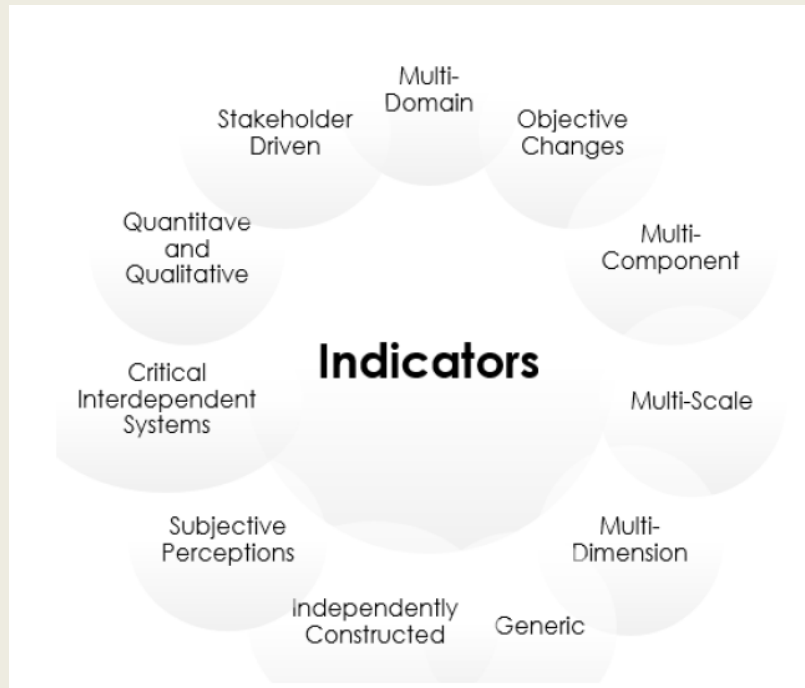 Multi-
Domain
Objective
Changes
Multi-
Component
Multi-Scale
Multi-
Dimension
Generic
Independently
Constructed
Subjective
Perceptions
Critical
Interdependent
Systems
Quantitave
and
Qualitative
Stakeholder
Driven
Indicators